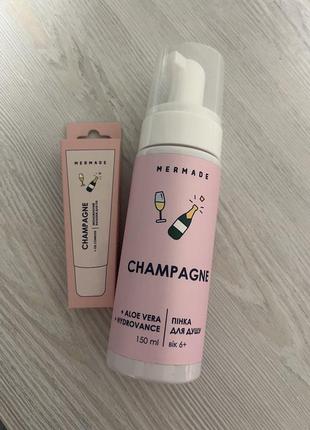 CHAMPAGNE
MERMADE
CHAMPAGNE
+ ALOE VERA
+ HYDROVANCE
150 ml
ПІНКА
ДЛЯ ДУШУ
вік 6+